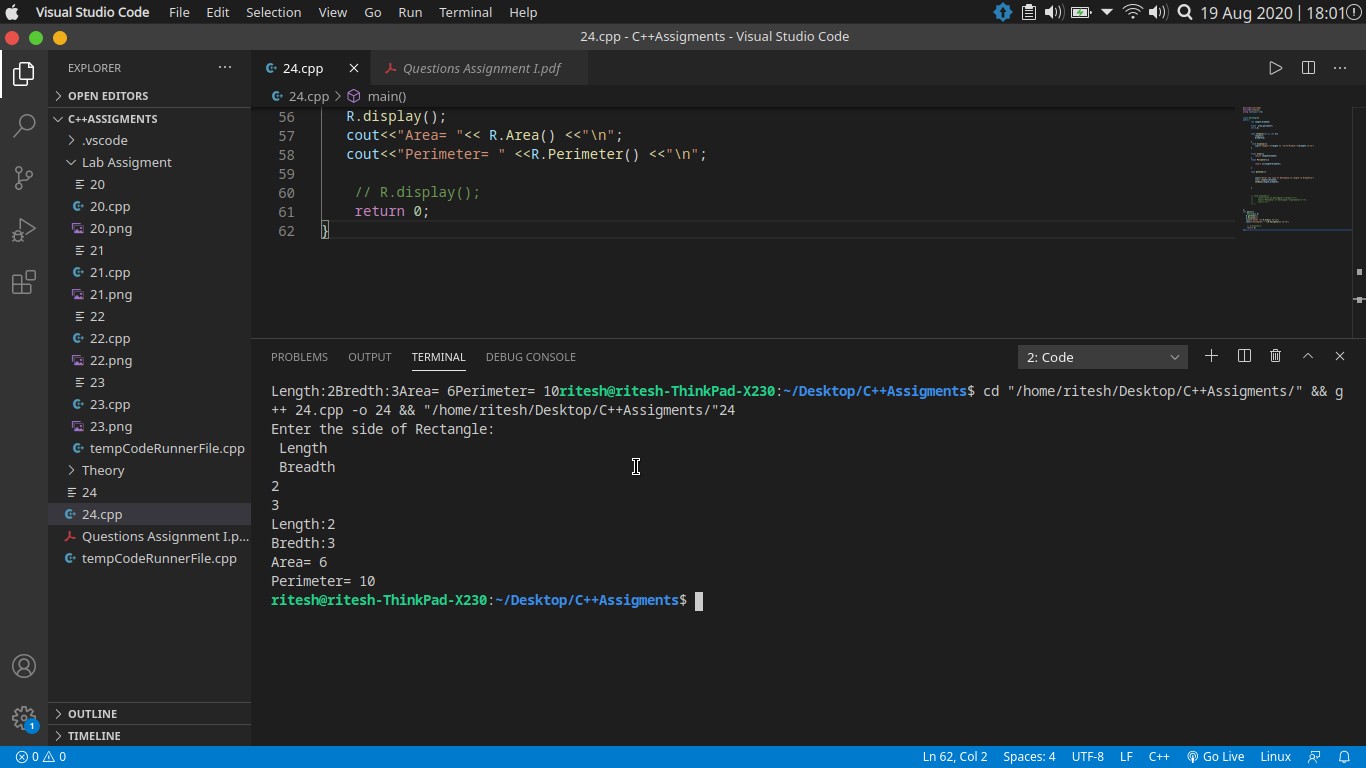 Visual Studio Code File Edit Selection View Go Run Terminal Help 19 Aug 2020 | 18:01
24.cpp - C++Assigments - Visual Studio Code
EXPLORER
OPEN EDITORS
C++ASSIGMENTS
.vscode
Lab Assigment
20
20.cpp
20.png
21
21.cpp
21.png
22
22.cpp
22.png
23
23.cpp
23.png
tempCodeRunnerFile.cpp
Theory
24
24.cpp
Questions Assignment I.p...
tempCodeRunnerFile.cpp
OUTLINE
TIMELINE
24.cpp Questions Assignment I.pdf
24.cpp > main()
56 R.display();
57 cout<<"Area= "<< R.Area() <<"\n";
58 cout<<"Perimeter= " <<R.Perimeter() <<"\n";
59
60 // R.display();
61 return 0;
62 }
PROBLEMS OUTPUT TERMINAL DEBUG CONSOLE 2: Code
Length:2Bredth:3Area= 6Perimeter= 10ritesh@ritesh-ThinkPad-X230:~/Desktop/C++Assigments$ cd "/home/ritesh/Desktop/C++Assigments/" && g
++ 24.cpp -o 24 && "/home/ritesh/Desktop/C++Assigments/"24
Enter the side of Rectangle:
Length
Breadth
2
3
Length:2
Bredth:3
Area= 6
Perimeter= 10
ritesh@ritesh-ThinkPad-X230:~/Desktop/C++Assigments$
1
0 0 Ln 62, Col 2 Spaces: 4 UTF-8 LF C++ Go Live Linux